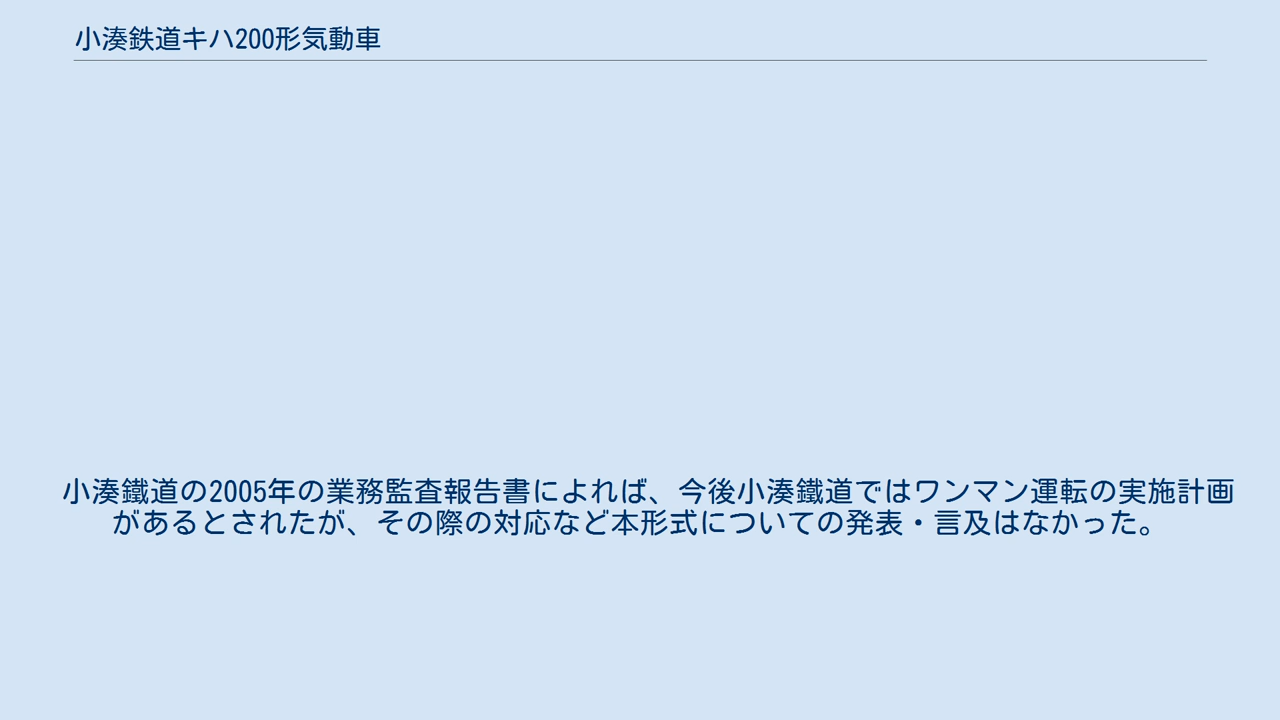 小湊鉄道キハ200形気動車
小湊鐵道の2005年の業務監査報告書によれば、今後小湊鐵道ではワンマン運転の実施計画
があるとされたが、その際の対応など本形式についての発表・言及はなかった。